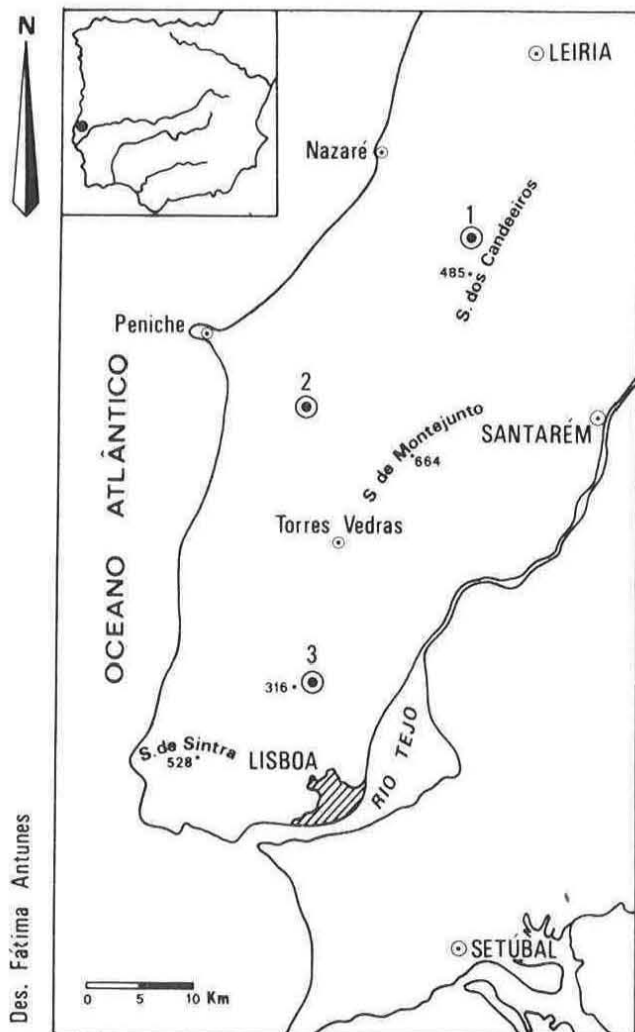 N
LEIRIA
Nazaré
1
485
S. dos Candeeiros
Peniche
2
SANTARÉM
S. de Montejunto
664
OCEANO ATLÂNTICO
Torres Vedras
3
316
S. de Sintra
528
LISBOA
RIO TEJO
SETÚBAL
0 5 10 Km
Des. Fátima Antunes